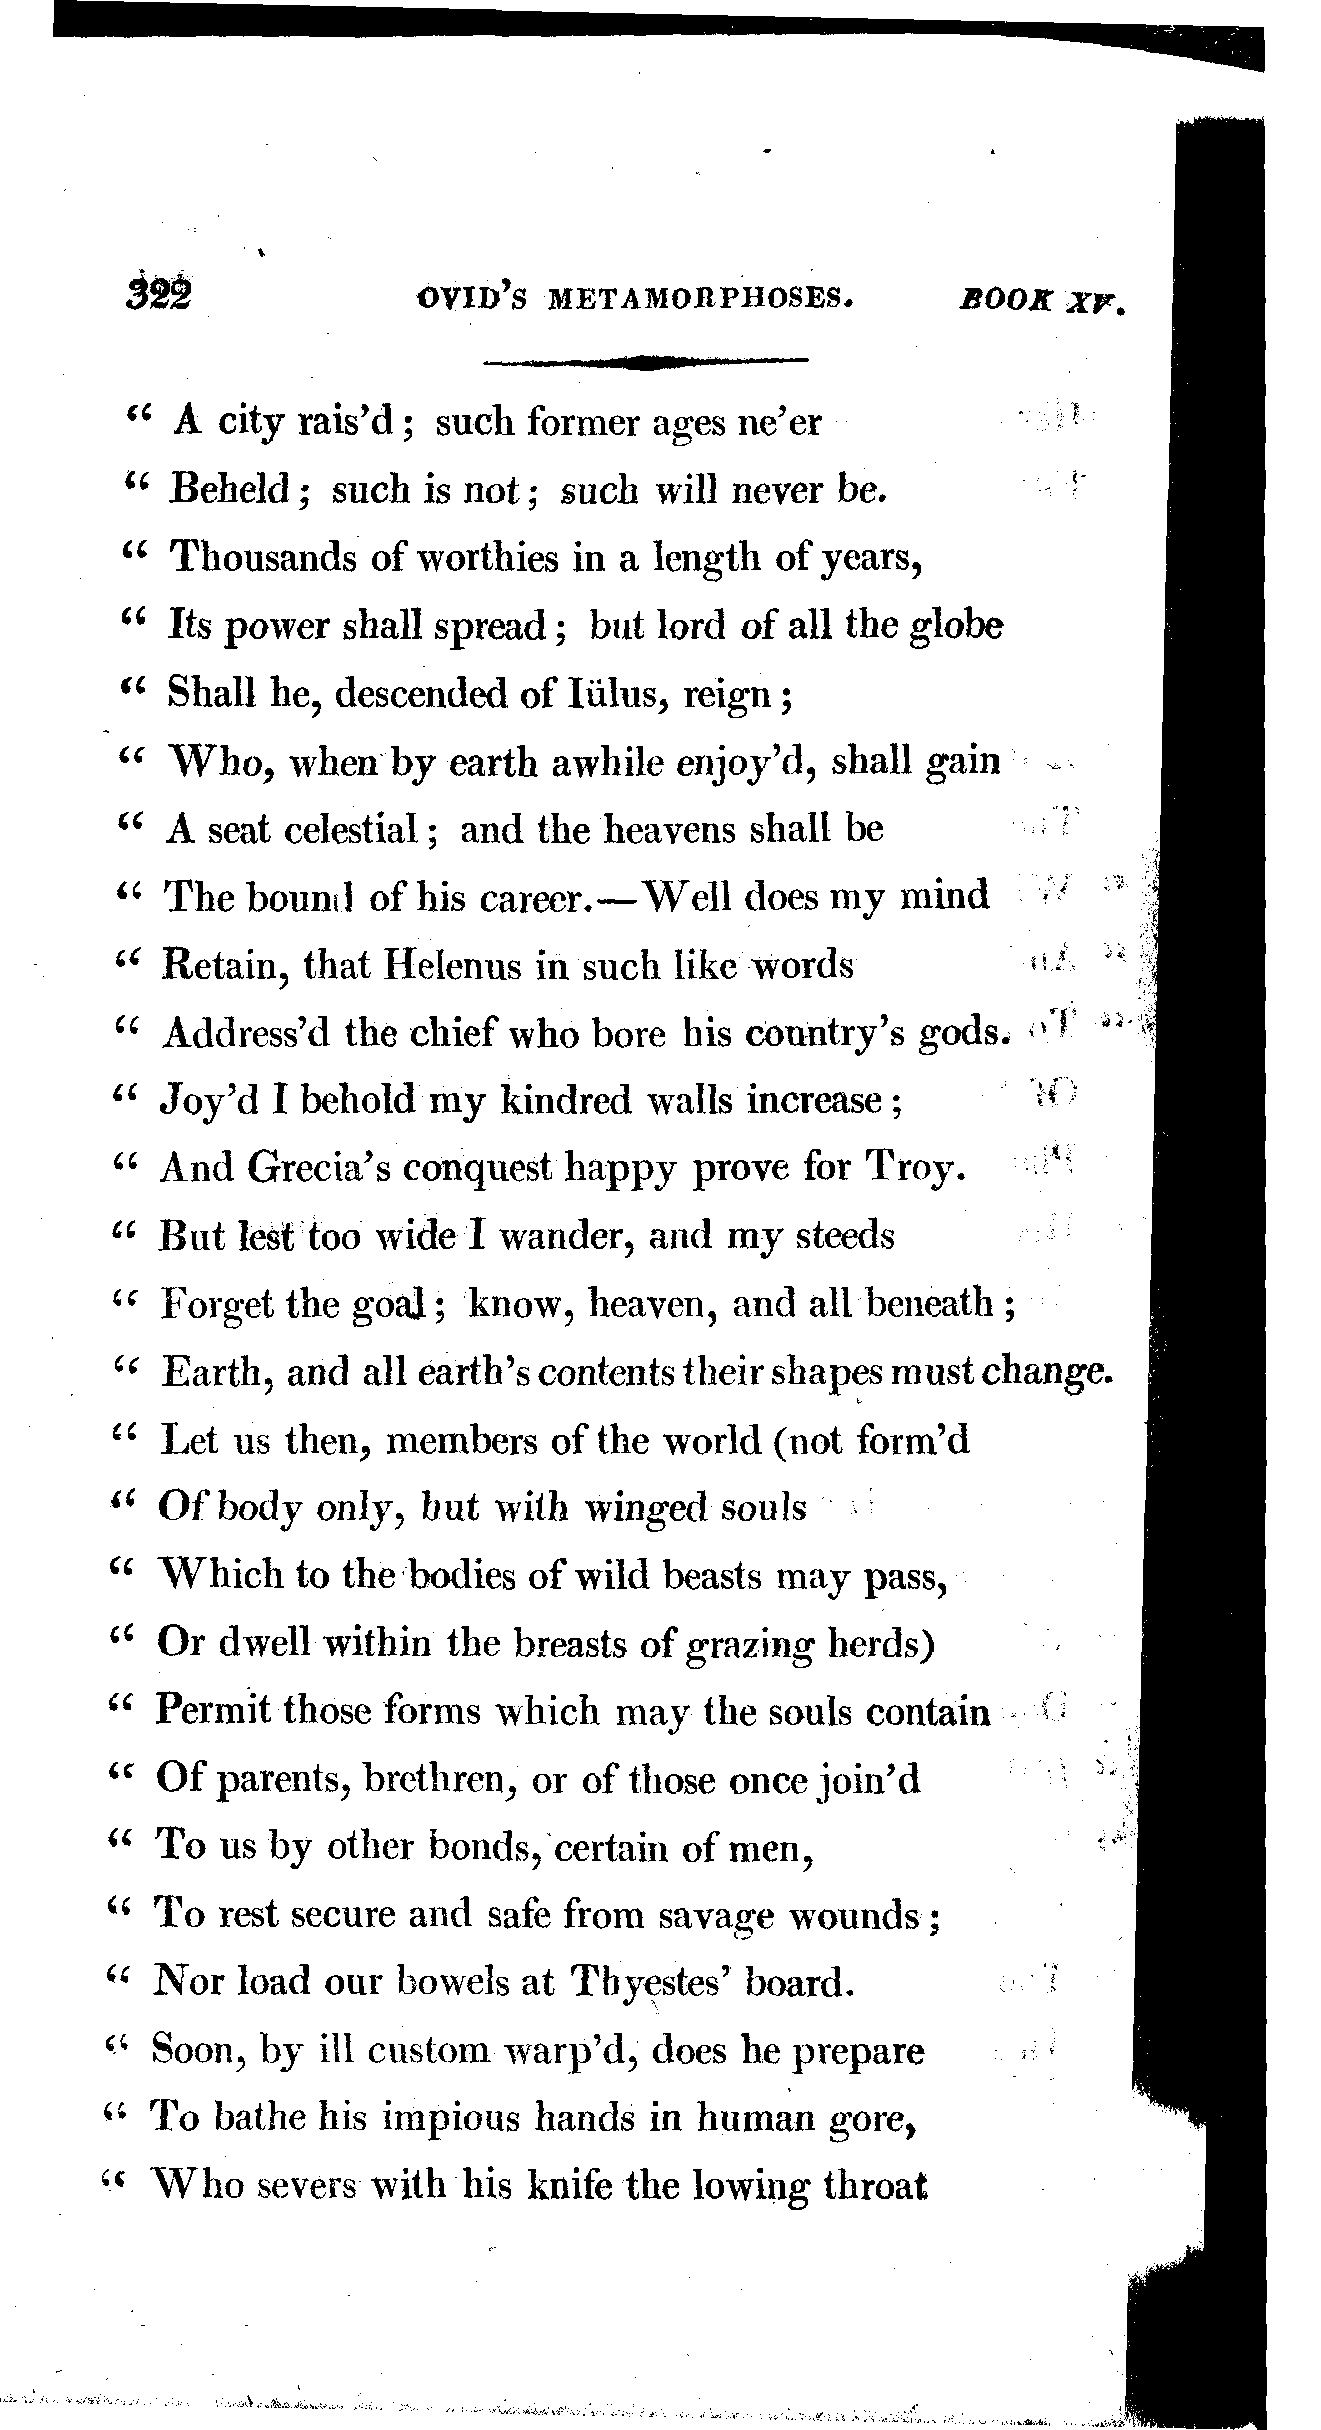 322 OVID'S METAMORPHOSES. BOOK XV.
“ A city rais'd ; such former ages ne'er
“ Beheld ; such is not ; such will never be.
“ Thousands of worthies in a length of years,
“ Its power shall spread ; but lord of all the globe
“ Shall he, descended of Iülus, reign ;
“ Who, when by earth awhile enjoy'd, shall gain
“ A seat celestial ; and the heavens shall be
“ The bound of his career.—Well does my mind
“ Retain, that Helenus in such like words
“ Address'd the chief who bore his country's gods.
“ Joy'd I behold my kindred walls increase ;
“ And Grecia's conquest happy prove for Troy.
“ But lest too wide I wander, and my steeds
“ Forget the goal ; know, heaven, and all beneath ;
“ Earth, and all earth's contents their shapes must change.
“ Let us then, members of the world (not form'd
“ Of body only, but with winged souls
“ Which to the bodies of wild beasts may pass,
“ Or dwell within the breasts of grazing herds)
“ Permit those forms which may the souls contain
“ Of parents, brethren, or of those once join'd
“ To us by other bonds, certain of men,
“ To rest secure and safe from savage wounds ;
“ Nor load our bowels at Thyestes' board.
“ Soon, by ill custom warp'd, does he prepare
“ To bathe his impious hands in human gore,
“ Who severs with his knife the lowing throat